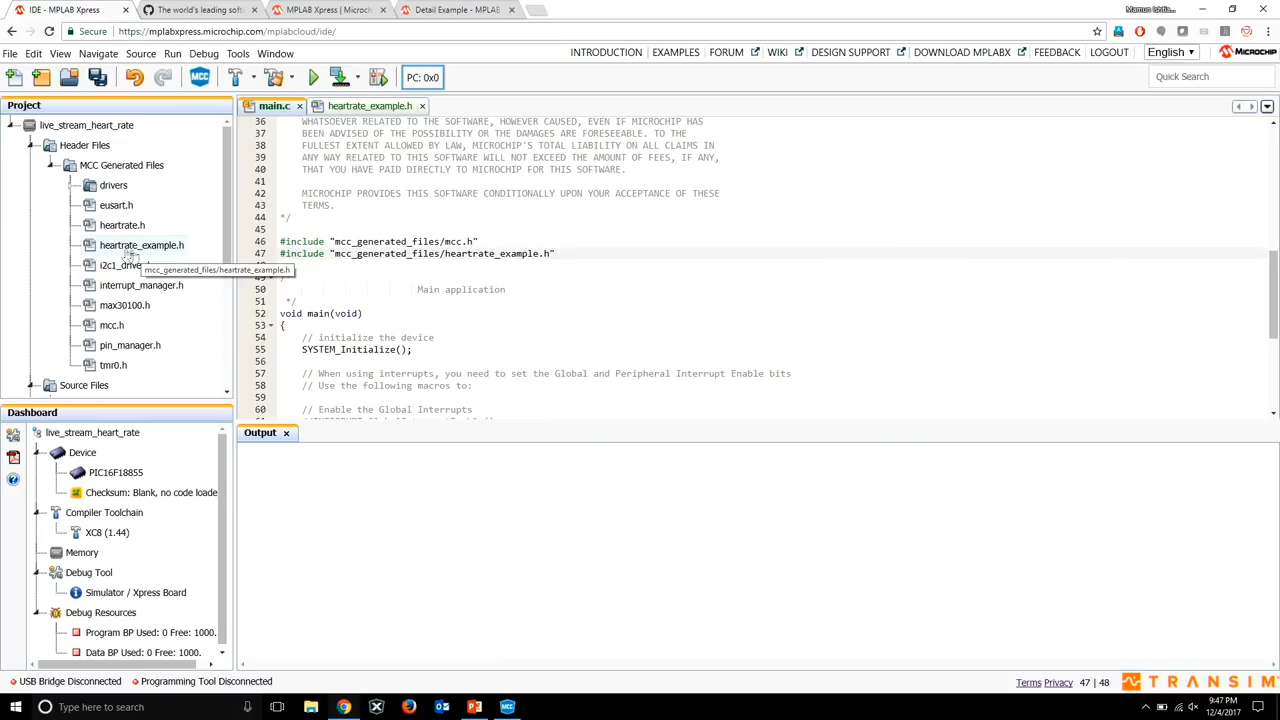 IDE - MPLAB Xpress
The world's leading soft
MPLAB Xpress | Microch
Detail Example - MPLAB
Secure
https://mplabxpress.microchip.com/mplabcloud/ide/
File Edit View Navigate Source Run Debug Tools Window
INTRODUCTION EXAMPLES FORUM WIKI DESIGN SUPPORT DOWNLOAD MPLABX FEEDBACK LOGOUT English MICROCHIP
PC: 0x0
Quick Search
Project
live_stream_heart_rate
Header Files
MCC Generated Files
drivers
eusart.h
heartrate.h
heartrate_example.h
i2c1_drive
mcc_generated_files/heartrate_example.h
interrupt_manager.h
max30100.h
mcc.h
pin_manager.h
tmr0.h
Source Files
main.c
heartrate_example.h
36 WHATSOEVER RELATED TO THE SOFTWARE, HOWEVER CAUSED, EVEN IF MICROCHIP HAS
37 BEEN ADVISED OF THE POSSIBILITY OR THE DAMAGES ARE FORESEEABLE. TO THE
38 FULLEST EXTENT ALLOWED BY LAW, MICROCHIP'S TOTAL LIABILITY ON ALL CLAIMS IN
39 ANY WAY RELATED TO THIS SOFTWARE WILL NOT EXCEED THE AMOUNT OF FEES, IF ANY,
40 THAT YOU HAVE PAID DIRECTLY TO MICROCHIP FOR THIS SOFTWARE.
41
42 MICROCHIP PROVIDES THIS SOFTWARE CONDITIONALLY UPON YOUR ACCEPTANCE OF THESE
43 TERMS.
44 */
45
46 #include "mcc_generated_files/mcc.h"
47 #include "mcc_generated_files/heartrate_example.h"
50 Main application
51 */
52 void main(void)
53 {
54 // initialize the device
55 SYSTEM_Initialize();
56
57 // When using interrupts, you need to set the Global and Peripheral Interrupt Enable bits
58 // Use the following macros to:
59
60 // Enable the Global Interrupts
Dashboard
live_stream_heart_rate
Device
PIC16F18855
Checksum: Blank, no code loade
Compiler Toolchain
XC8 (1.44)
Memory
Debug Tool
Simulator / Xpress Board
Debug Resources
Program BP Used: 0 Free: 1000.
Data BP Used: 0 Free: 1000.
Output
USB Bridge Disconnected
Programming Tool Disconnected
Terms Privacy 47 | 48 TRANSIM
Type here to search
9:47 PM
12/4/2017